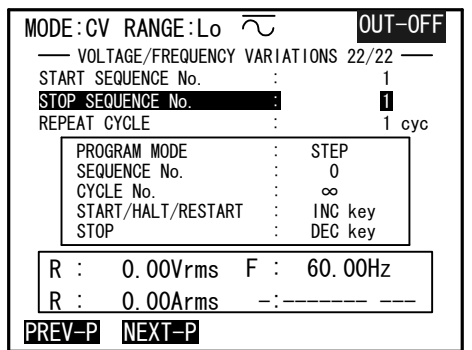 MODE:CV RANGE:Lo OUT-OFF
VOLTAGE/FREQUENCY VARIATIONS 22/22
START SEQUENCE No. : 1
STOP SEQUENCE No. : 1
REPEAT CYCLE : 1 cyc
PROGRAM MODE : STEP
SEQUENCE No. : 0
CYCLE No. : ∞
START/HALT/RESTART : INC key
STOP : DEC key
R : 0.00Vrms F : 60.00Hz
R : 0.00Arms -:------- ---
PREV-P NEXT-P